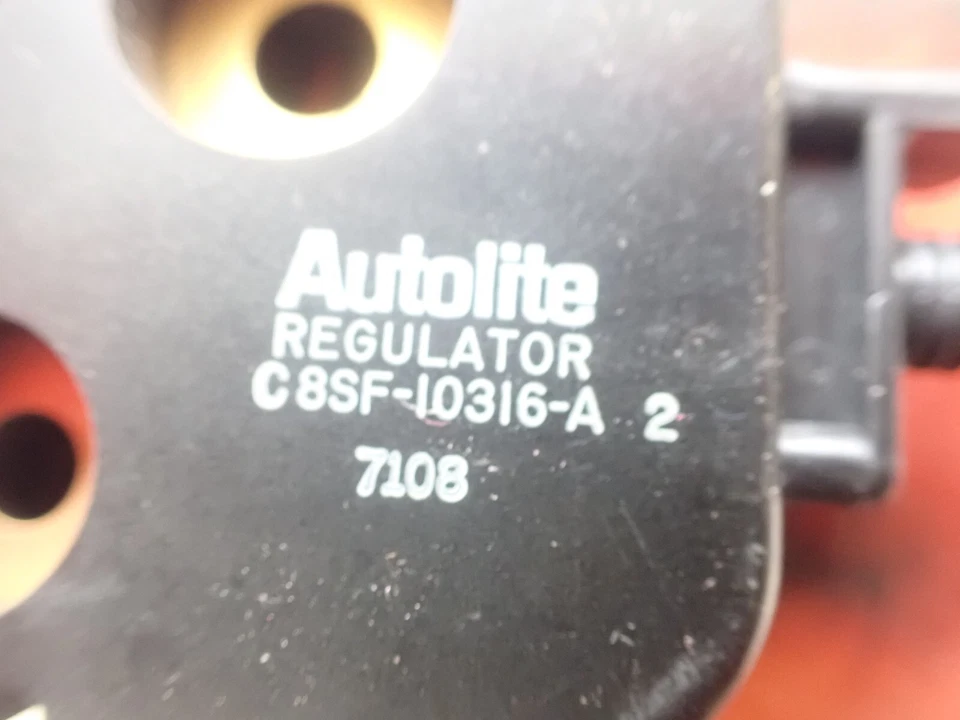 Autolite
REGULATOR
C8SF-10316-A 2
7108